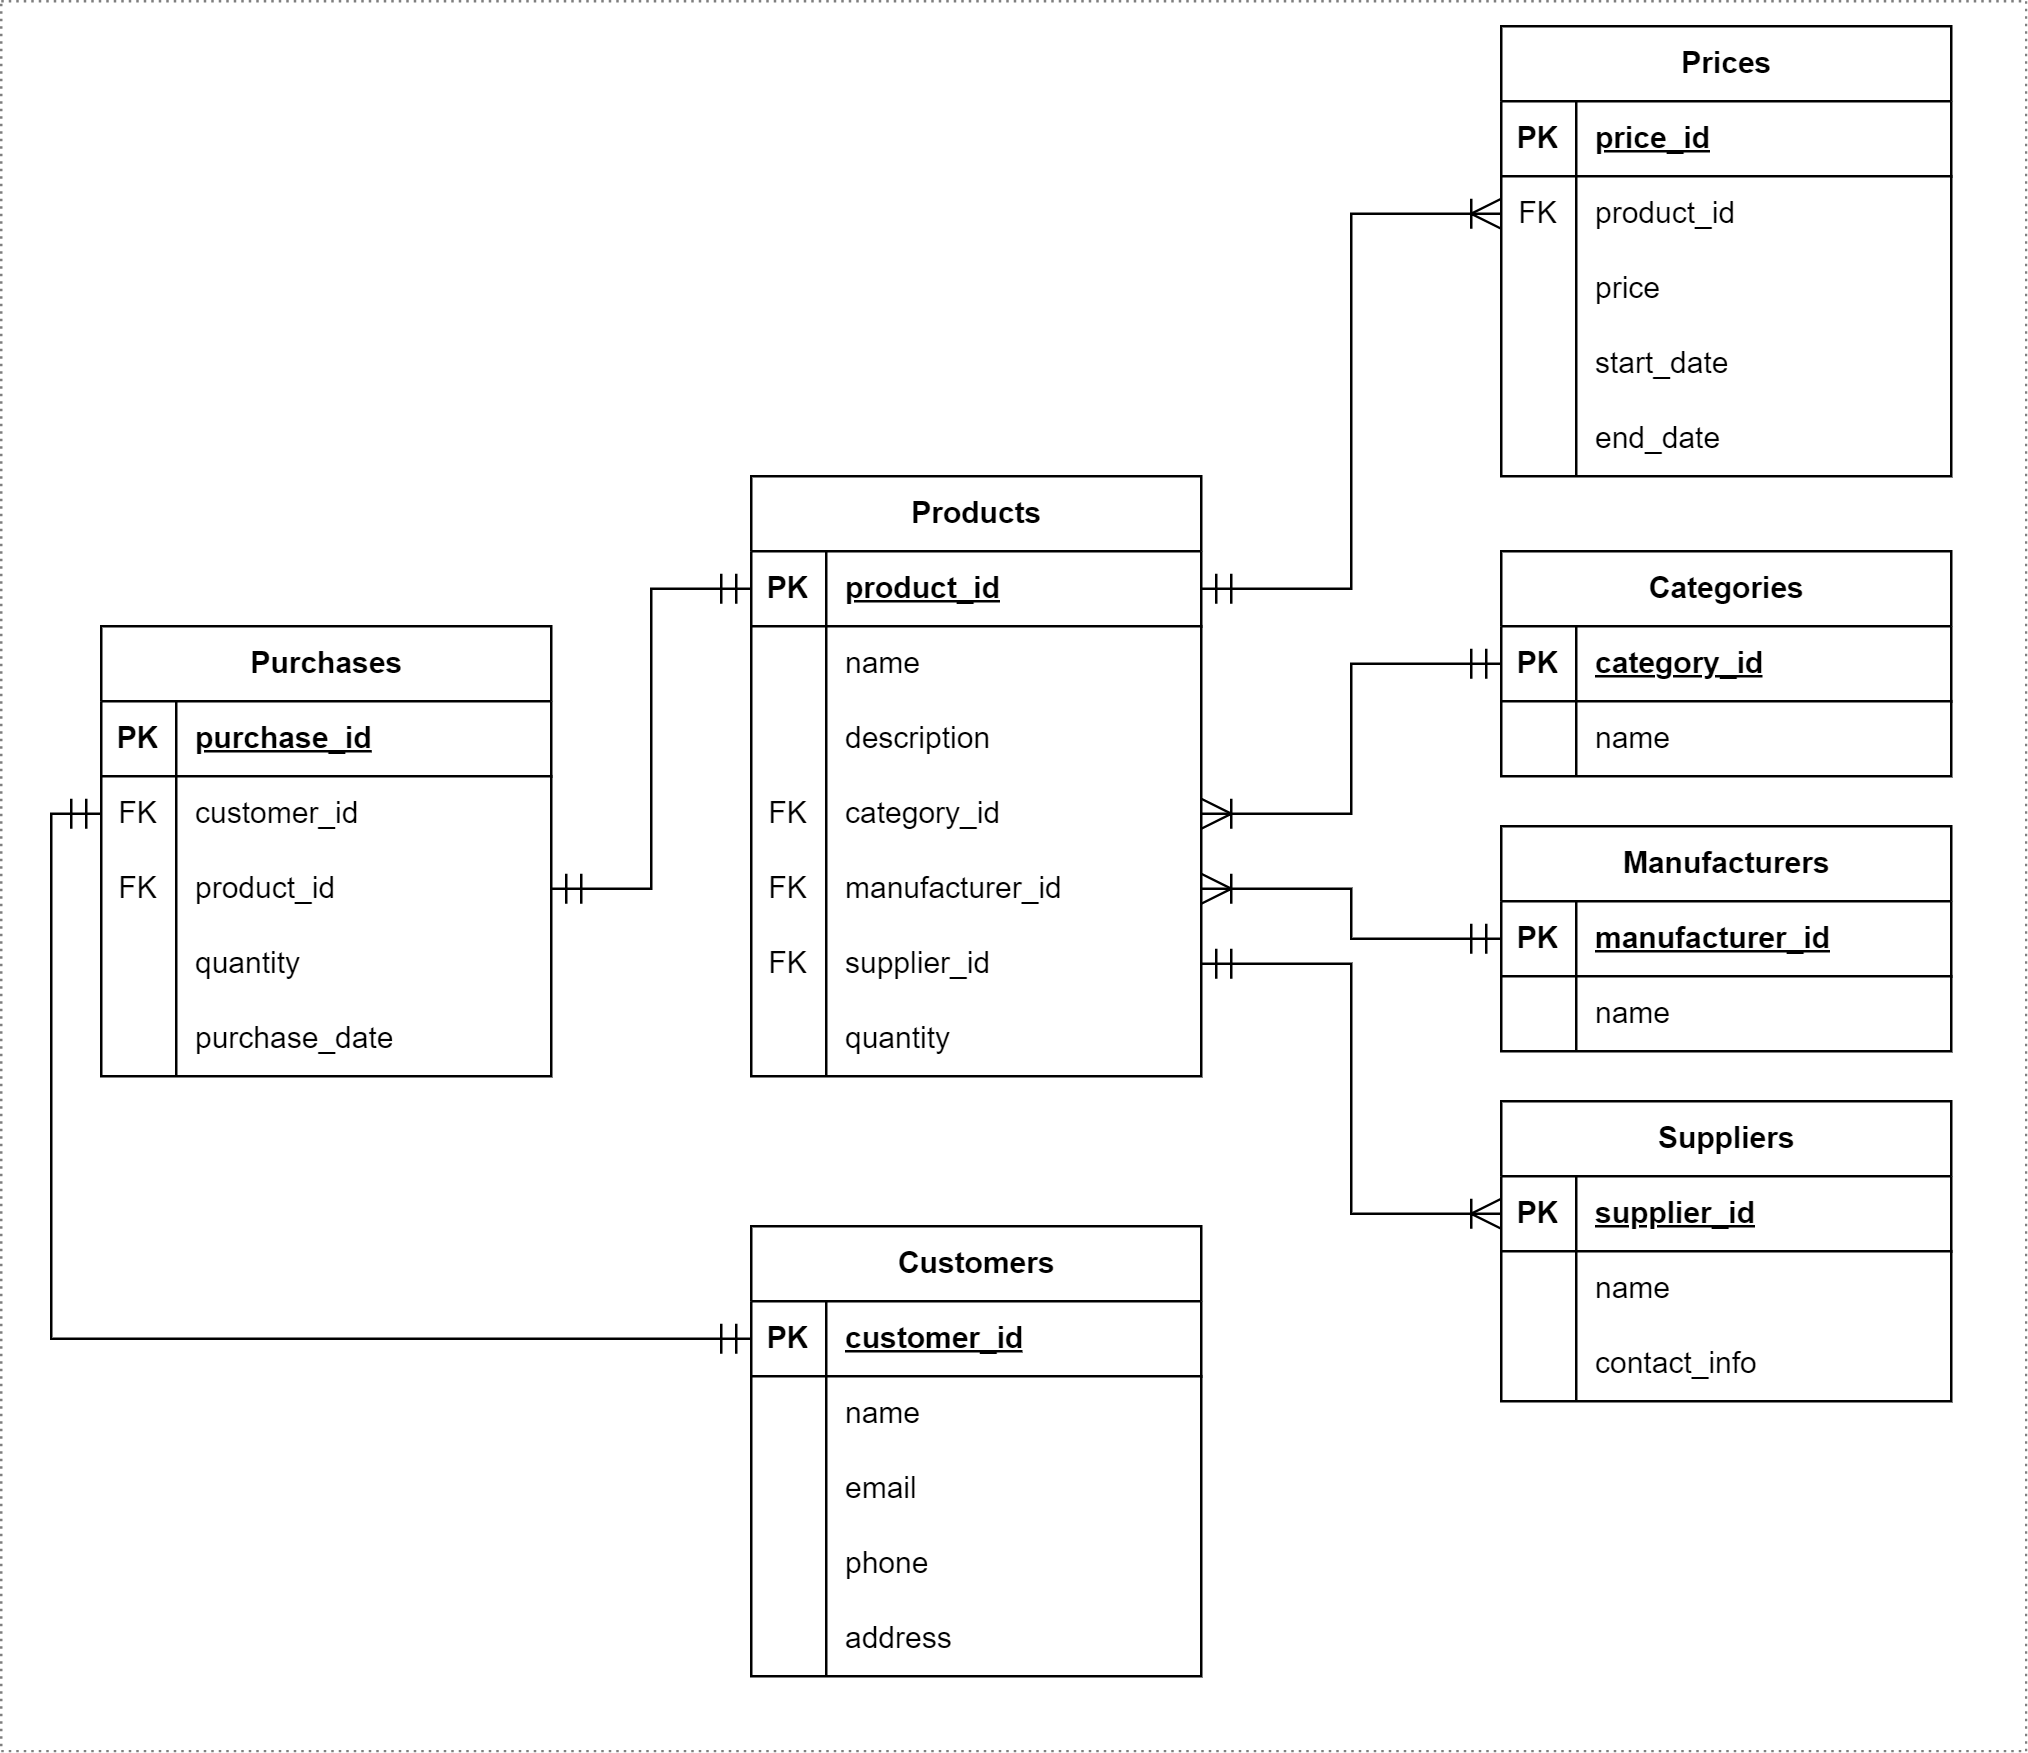 Prices
PK price_id
FK product_id
price
start_date
end_date
Products
PK product_id
name
description
FK category_id
FK manufacturer_id
FK supplier_id
quantity
Categories
PK category_id
name
Purchases
PK purchase_id
FK customer_id
FK product_id
quantity
purchase_date
Manufacturers
PK manufacturer_id
name
Suppliers
PK supplier_id
name
contact_info
Customers
PK customer_id
name
email
phone
address